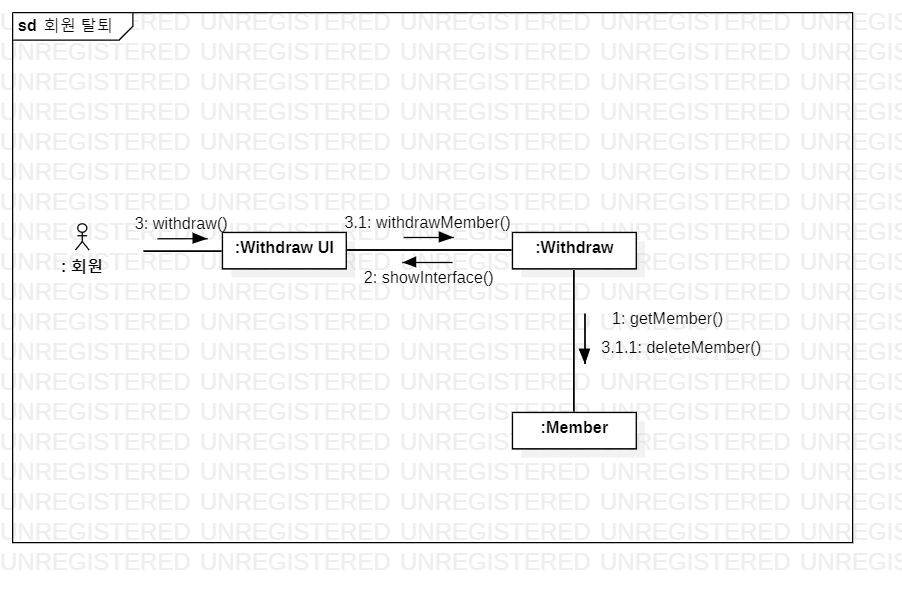 sd 회원 탈퇴
3: withdraw()
3.1: withdrawMember()
: 회원
:Withdraw UI
:Withdraw
2: showInterface()
1: getMember()
3.1.1: deleteMember()
:Member
UNREGISTERED UNREGISTERED UNREGISTERED UNREGISTERED UNREGIS